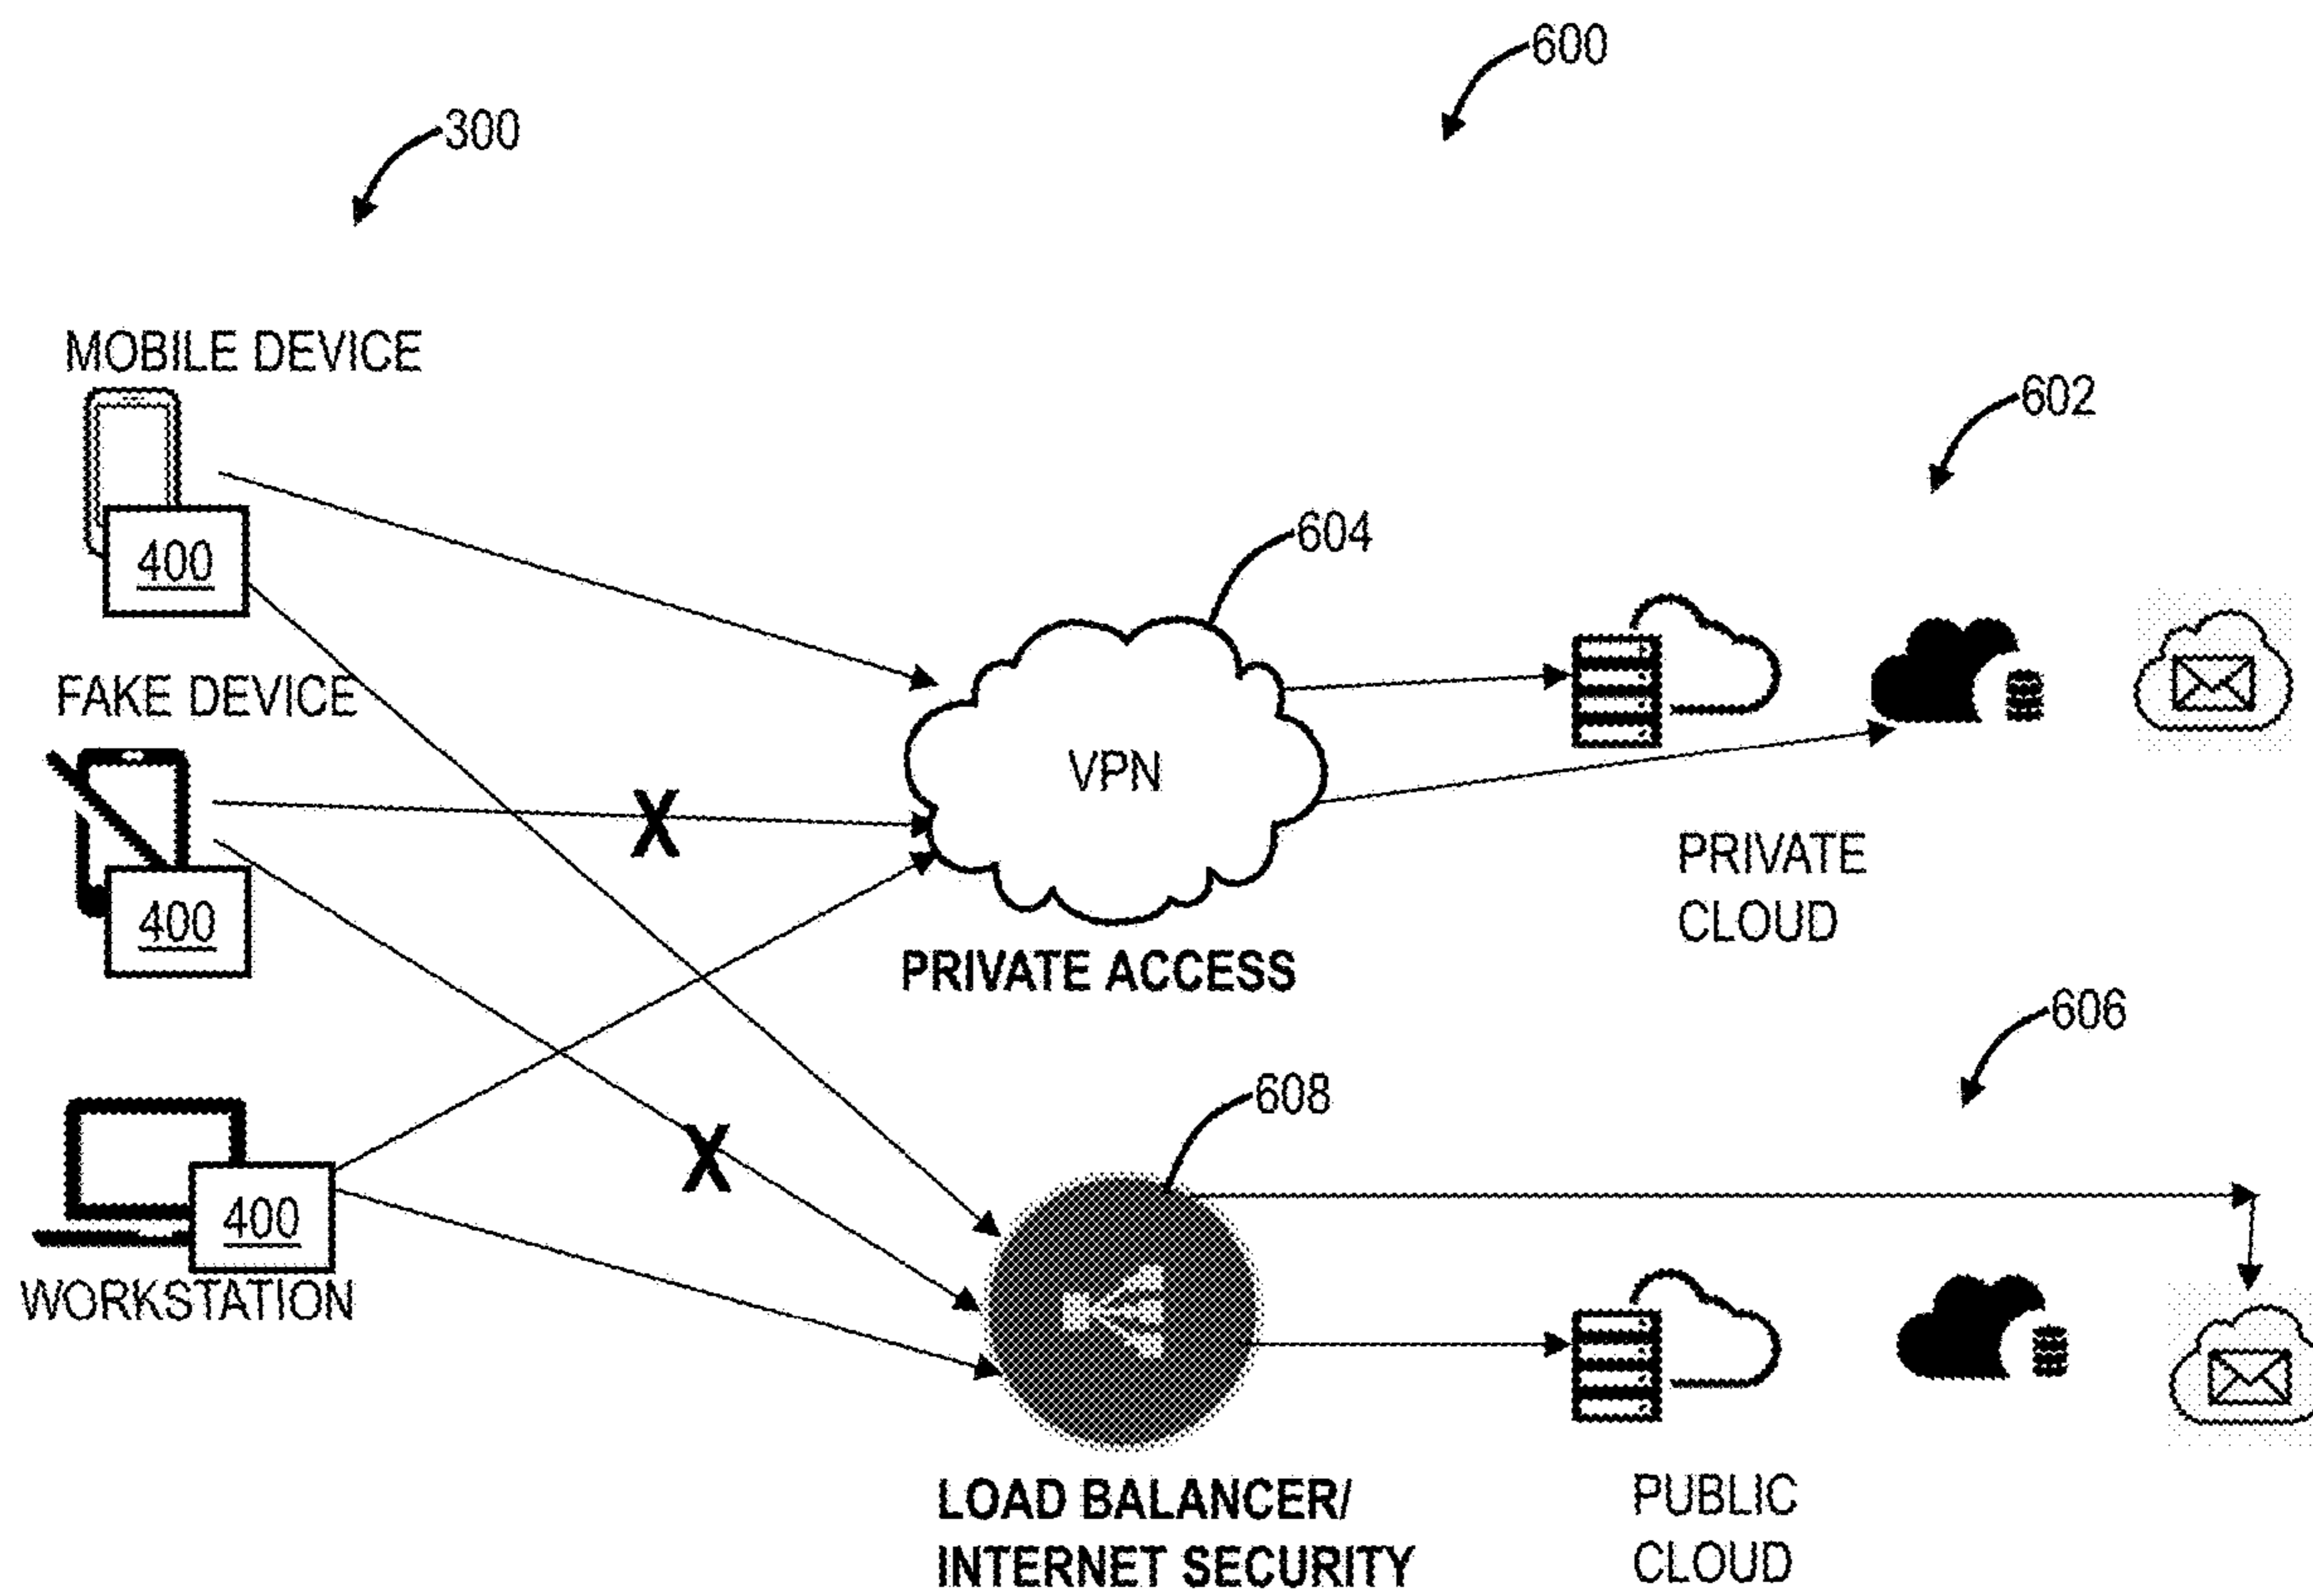 600
300
MOBILE DEVICE
602
604
400
FAKE DEVICE
VPN
PRIVATE
CLOUD
400
PRIVATE ACCESS
606
608
400
WORKSTATION
LOAD BALANCER/
INTERNET SECURITY
PUBLIC
CLOUD
X
X